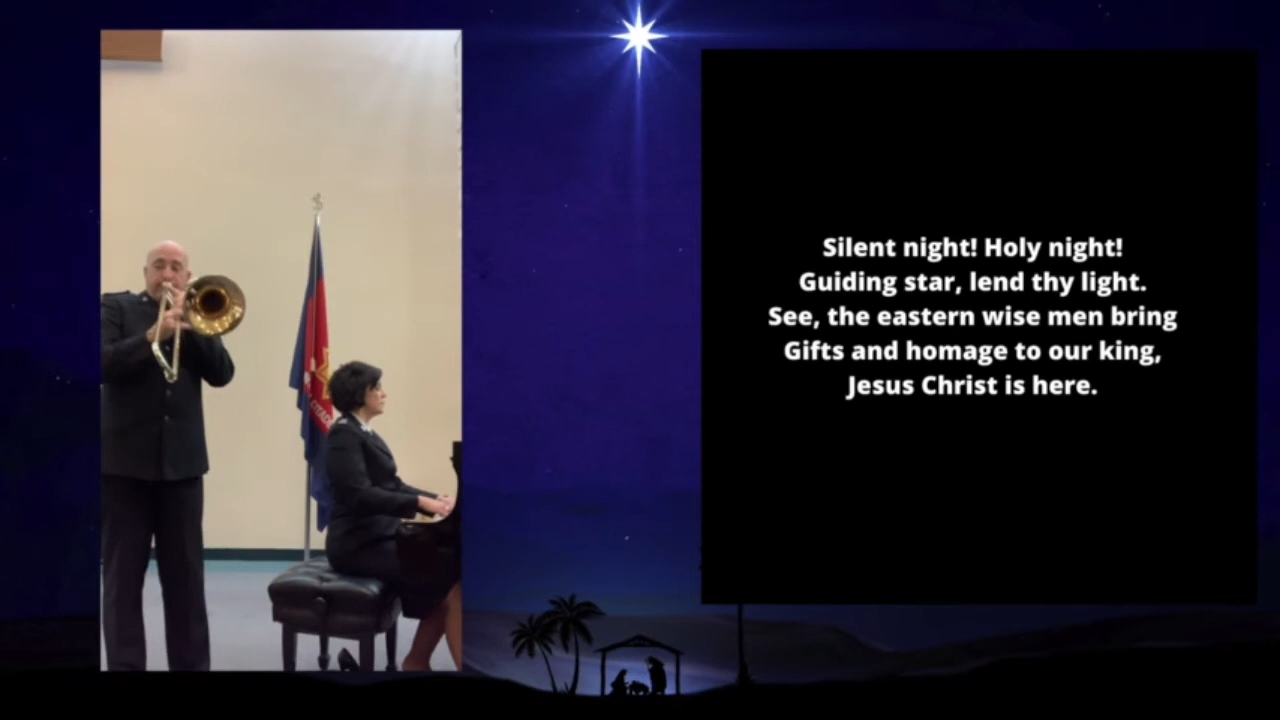 Silent night! Holy night!
Guiding star, lend thy light.
See, the eastern wise men bring
Gifts and homage to our king,
Jesus Christ is here.